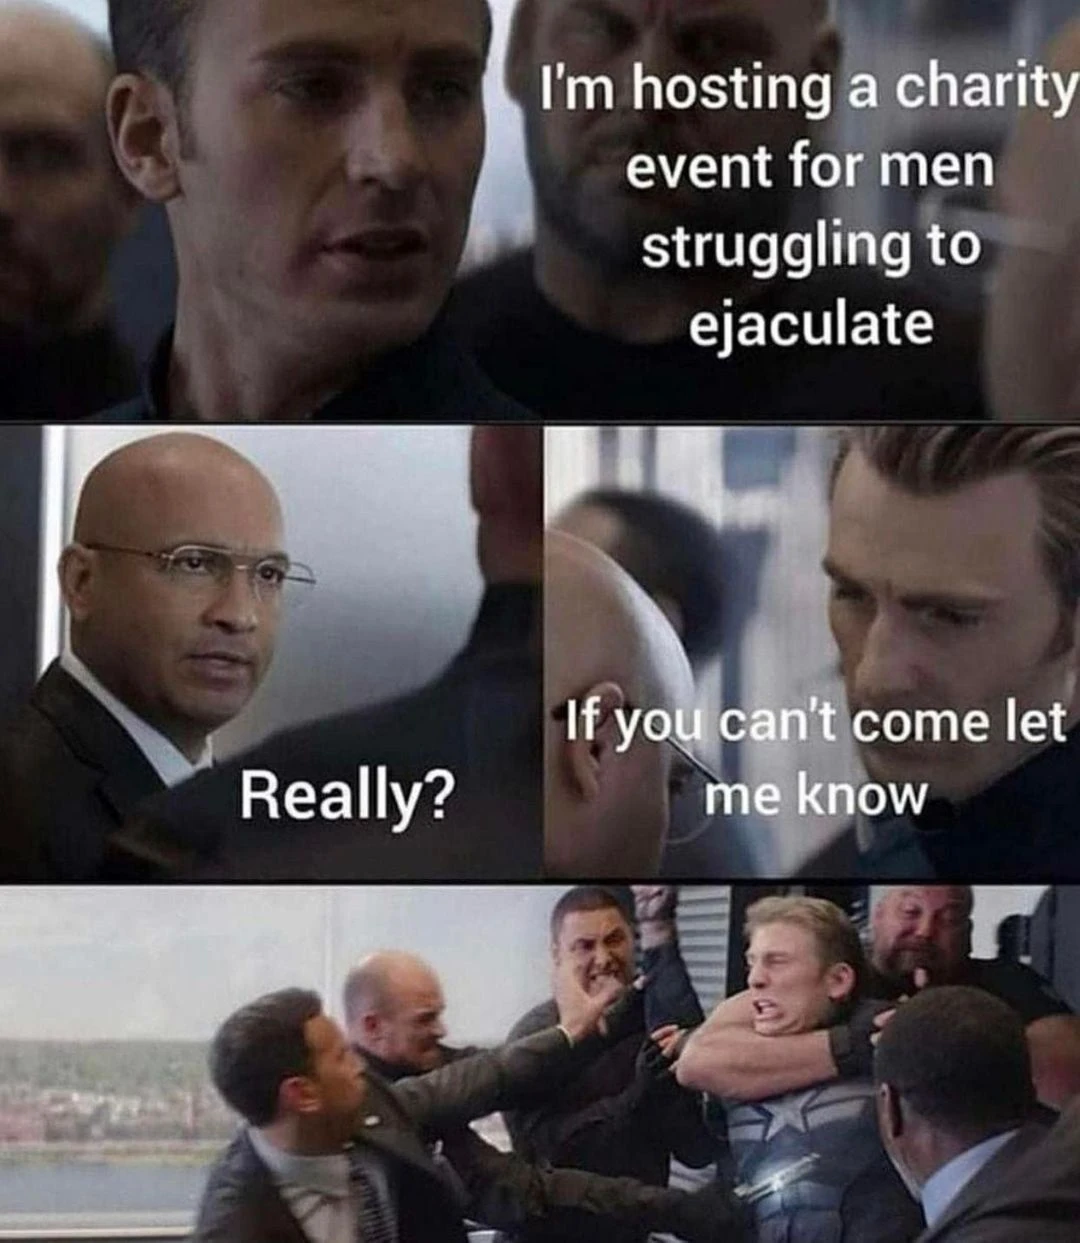 I'm hosting a charity
event for men
struggling to
ejaculate
Really?
If you can't come let
me know